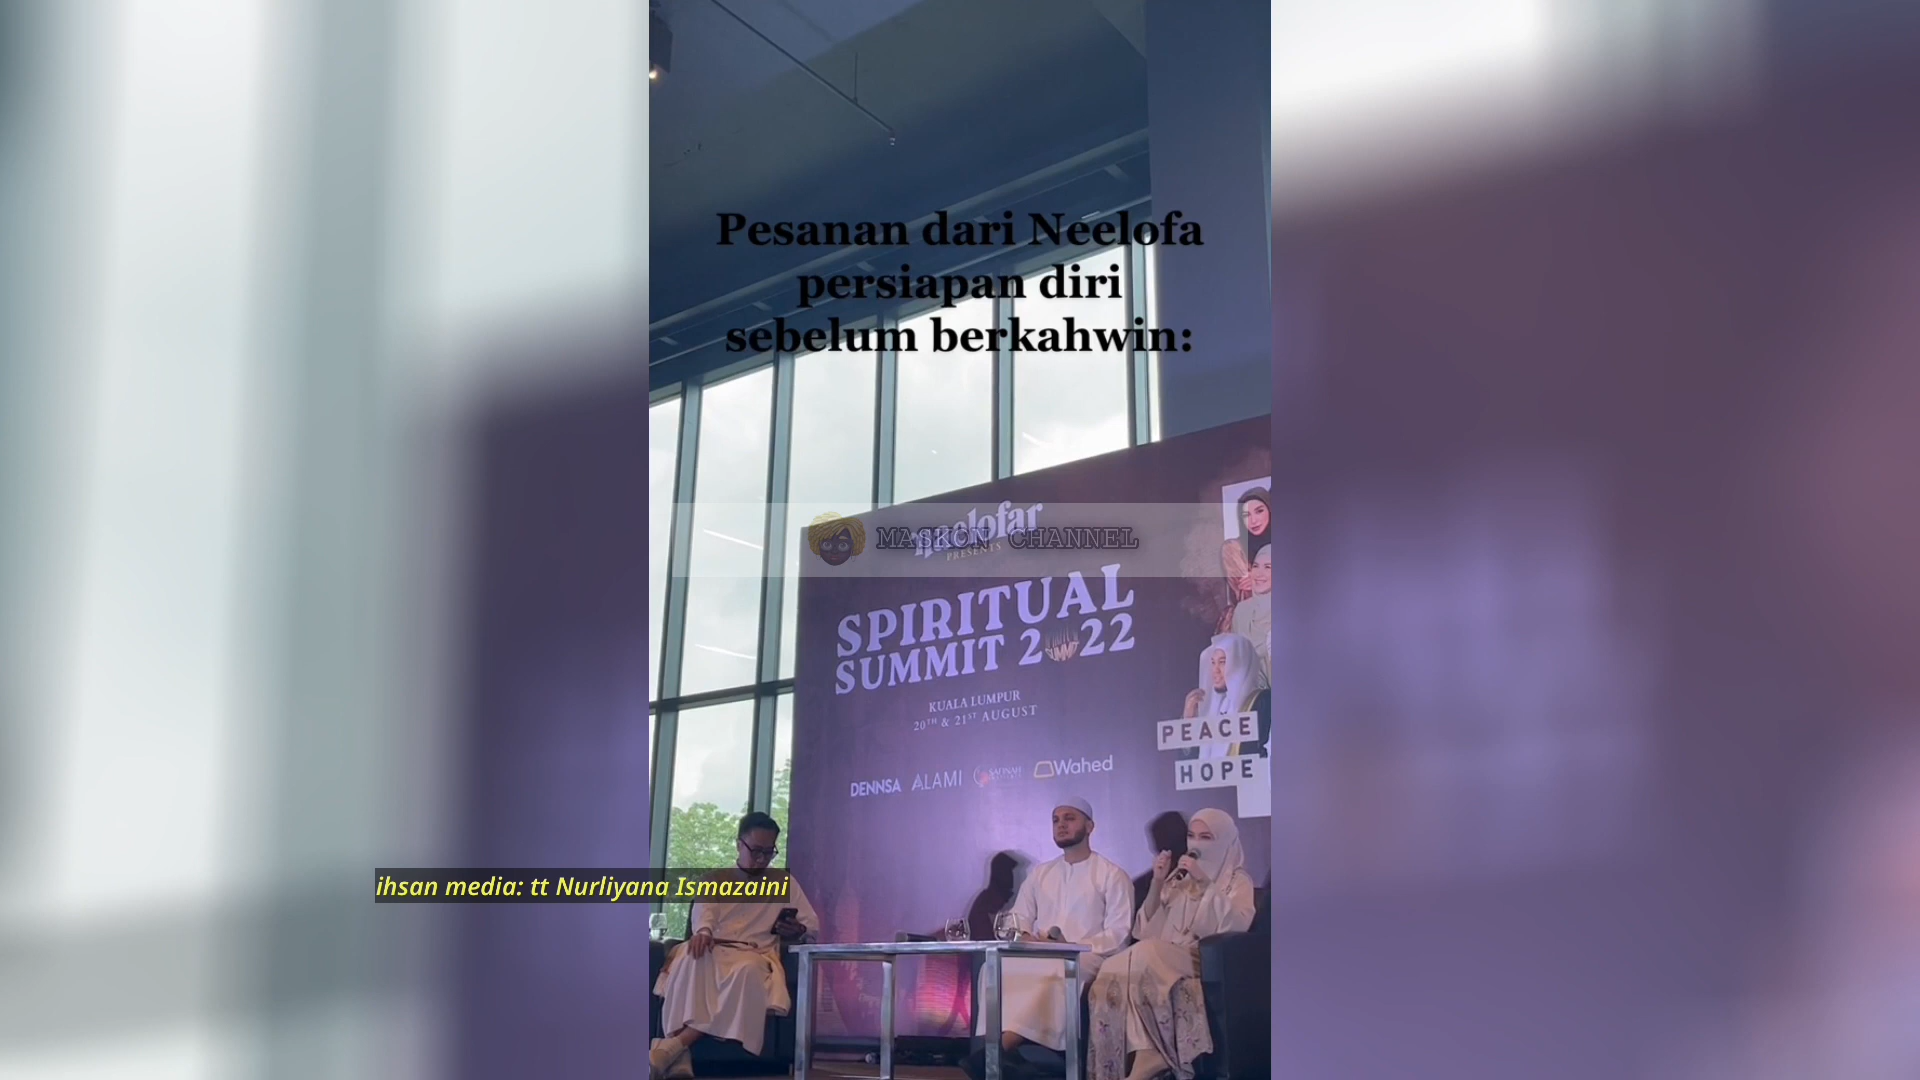 Pesanan dari Neelofa
persiapan diri
sebelum berkahwin:
neelofar
MASKON CHANNEL
PRESENTS
SPIRITUAL
SUMMIT 2022
KUALA LUMPUR
20TH & 21ST AUGUST
PEACE
HOPE
DENNSA ALAMI Wahed
ihsan media: tt Nurliyana Ismazaini